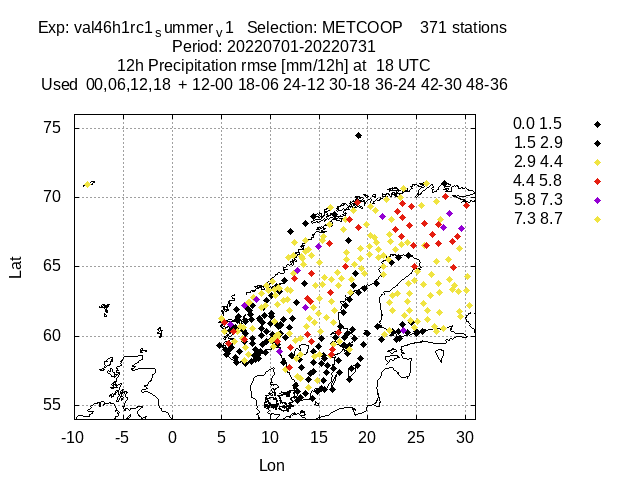 Exp: val46h1rc1summerv1 Selection: METCOOP 371 stations
Period: 20220701-20220731
12h Precipitation rmse [mm/12h] at 18 UTC
Used 00,06,12,18 + 12-00 18-06 24-12 30-18 36-24 42-30 48-36
75
70
65
60
55
Lat
-10 -5 0 5 10 15 20 25 30
Lon
0.0 1.5
1.5 2.9
2.9 4.4
4.4 5.8
5.8 7.3
7.3 8.7